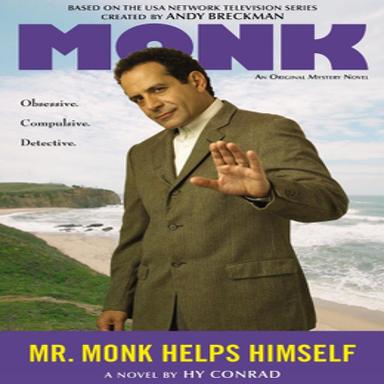 BASED ON THE USA NETWORK TELEVISION SERIES
CREATED BY ANDY BRECKMAN
MONK
AN ORIGINAL MYSTERY NOVEL
Obsessive.
Compulsive.
Detective.
MR. MONK HELPS HIMSELF
A NOVEL BY HY CONRAD